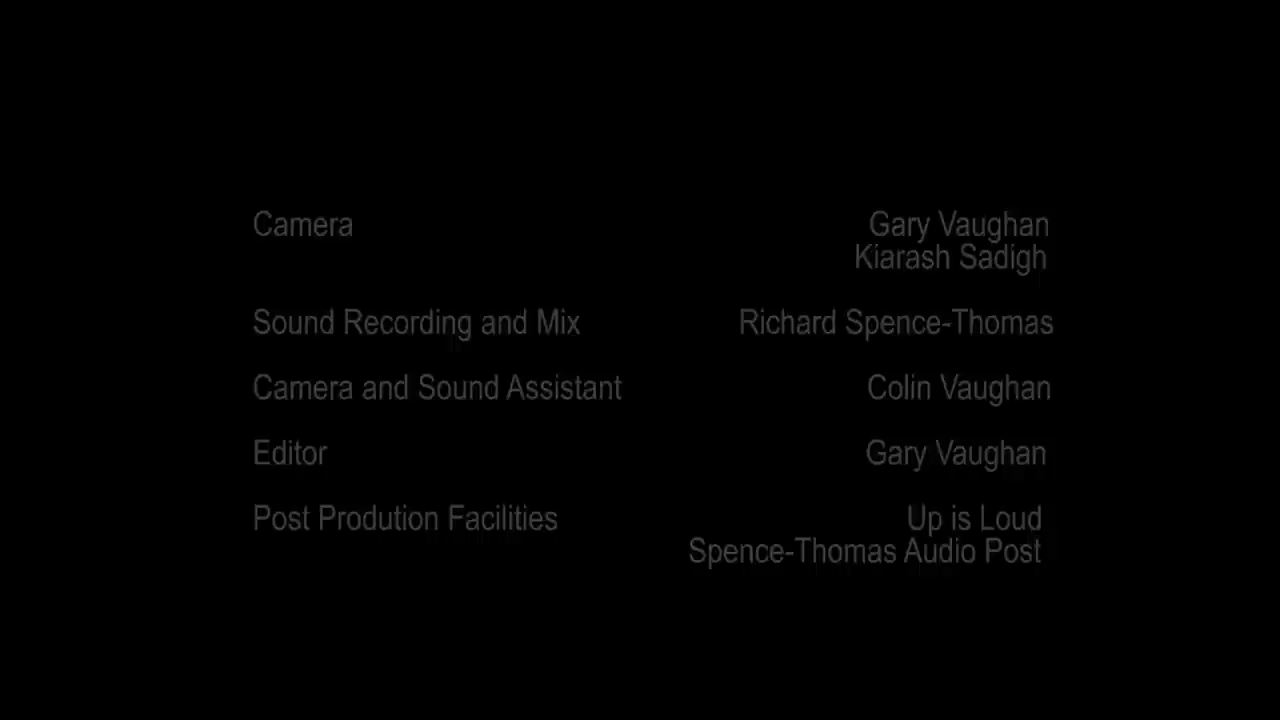 Camera Gary Vaughan
Kiarash Sadigh
Sound Recording and Mix Richard Spence-Thomas
Camera and Sound Assistant Colin Vaughan
Editor Gary Vaughan
Post Prodution Facilities Up is Loud
Spence-Thomas Audio Post